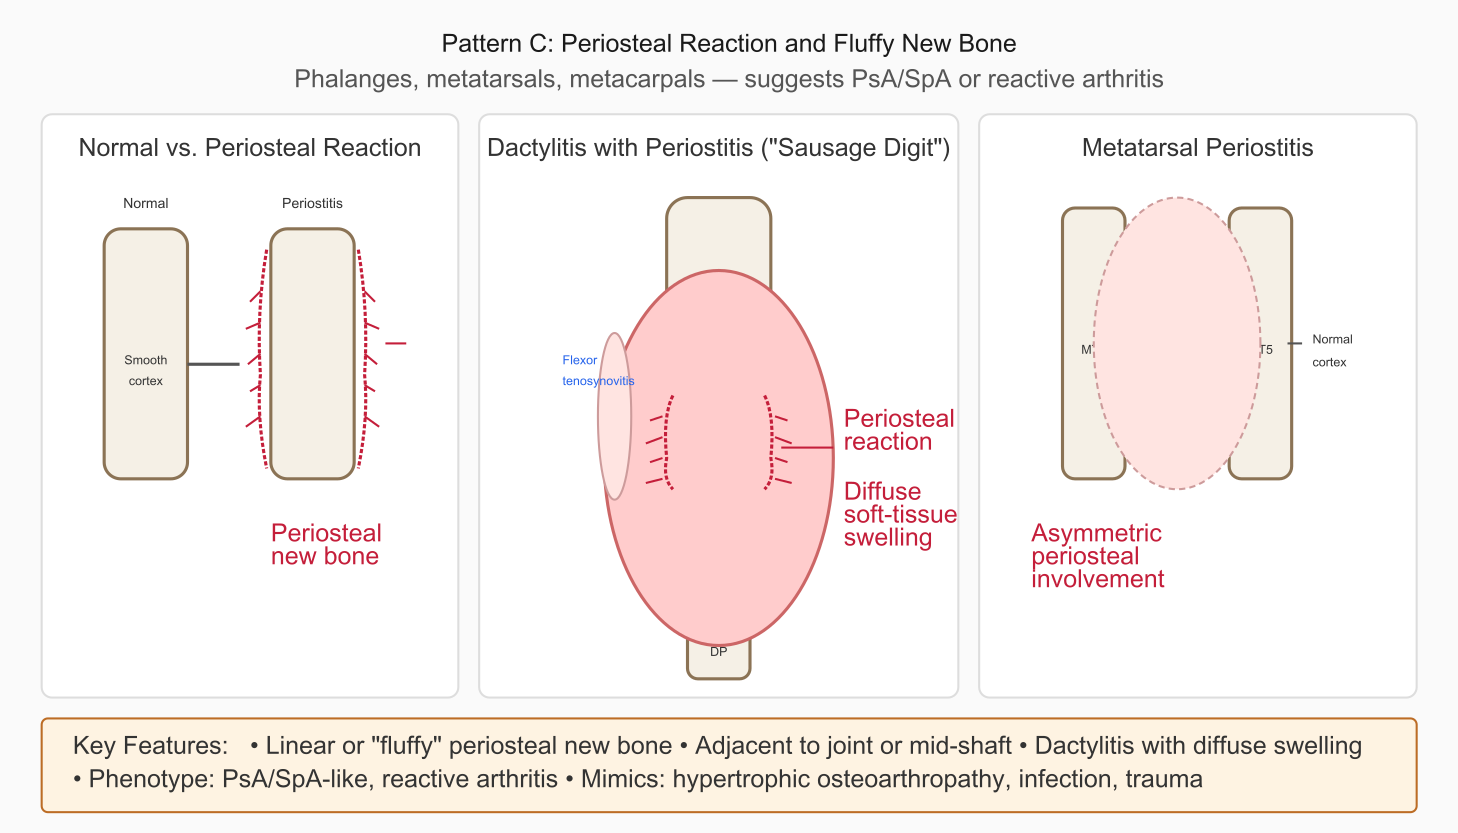 Pattern C: Periosteal Reaction and Fluffy New Bone
Phalanges, metatarsals, metacarpals — suggests PsA/SpA or reactive arthritis
Normal vs. Periosteal Reaction
Normal
Periostitis
Smooth
cortex
Periosteal
new bone
Dactylitis with Periostitis ("Sausage Digit")
Flexor
tenosynovitis
Periosteal
reaction
Diffuse
soft-tissue
swelling
DP
Metatarsal Periostitis
T5
Normal
cortex
Asymmetric
periosteal
involvement
Key Features: • Linear or "fluffy" periosteal new bone • Adjacent to joint or mid-shaft • Dactylitis with diffuse swelling
• Phenotype: PsA/SpA-like, reactive arthritis • Mimics: hypertrophic osteoarthropathy, infection, trauma